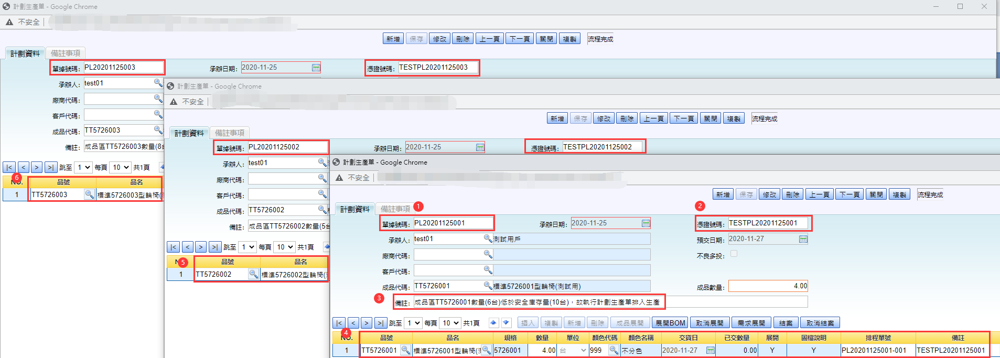 計劃生產單 - Google Chrome
不安全
新增 保存 修改 刪除 上一頁 下一頁 關閉 複製 流程完成
計劃資料 備註事項
單據號碼: PL20201125003 承辦日期: 2020-11-25 憑證號碼: TESTPL20201125003
承辦人: test01
廠商代碼:
客戶代碼:
成品代碼: TT5726003
備註: 成品區TT5726003數量(8
|< < > >| 跳至 1 每頁 10 共1頁
6
NO. 品號 品名
1 TT5726003 標準5726003型輪椅(
計劃生產單 - Google Chrome
不安全
新增 保存 修改 刪除 上一頁 下一頁 關閉 複製 流程完成
計劃資料 備註事項
單據號碼: PL20201125002 承辦日期: 2020-11-25 憑證號碼: TESTPL20201125002
承辦人: test01
廠商代碼:
客戶代碼:
成品代碼: TT5726002
備註: 成品區TT5726002數量(5台
|< < > >| 跳至 1 每頁 10 共1頁
5
品號 品名
1 TT5726002 標準5726002型輪椅(
計劃生產單 - Google Chrome
不安全
新增 保存 修改 刪除 上一頁 下一頁 關閉 複製 流程完成
計劃資料 備註事項 1 2
單據號碼: PL20201125001 承辦日期: 2020-11-25 憑證號碼: TESTPL20201125001
承辦人: test01 測試用戶 預交日期: 2020-11-27
廠商代碼: 不良多投:
客戶代碼:
成品代碼: TT5726001 標準5726001型輪椅(測試用) 成品數量: 4.00
3 備註: 成品區TT5726001數量(6台)低於安全庫存量(10台)，故執行計劃生產單排入生產
|< < > >| 跳至 1 每頁 10 共1頁 插入 複製 新增 刪除 成品展開 展開BOM 取消展開 需求展開 結案 取消結案
4
NO. 品號 品名 規格 數量 單位 顏色代碼 顏色名稱 交貨日 已交數量 展開 圖檔說明 排程單號 備註
1 TT5726001 標準5726001型輪椅( 5726001 4.00 台 999 不分色 2020-11-27 0.00 Y Y PL20201125001-001 TESTPL20201125001